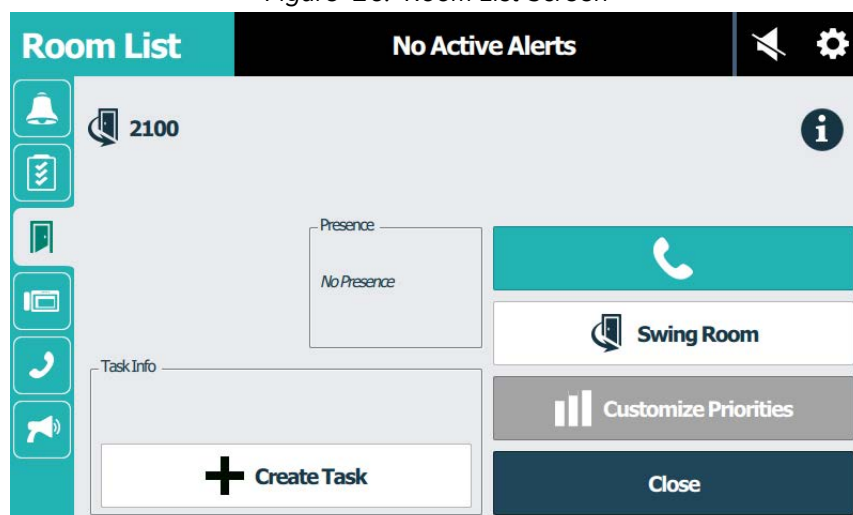 Room List
No Active Alerts
2100
Presence
No Presence
Swing Room
Task Info
Customize Priorities
Create Task
Close